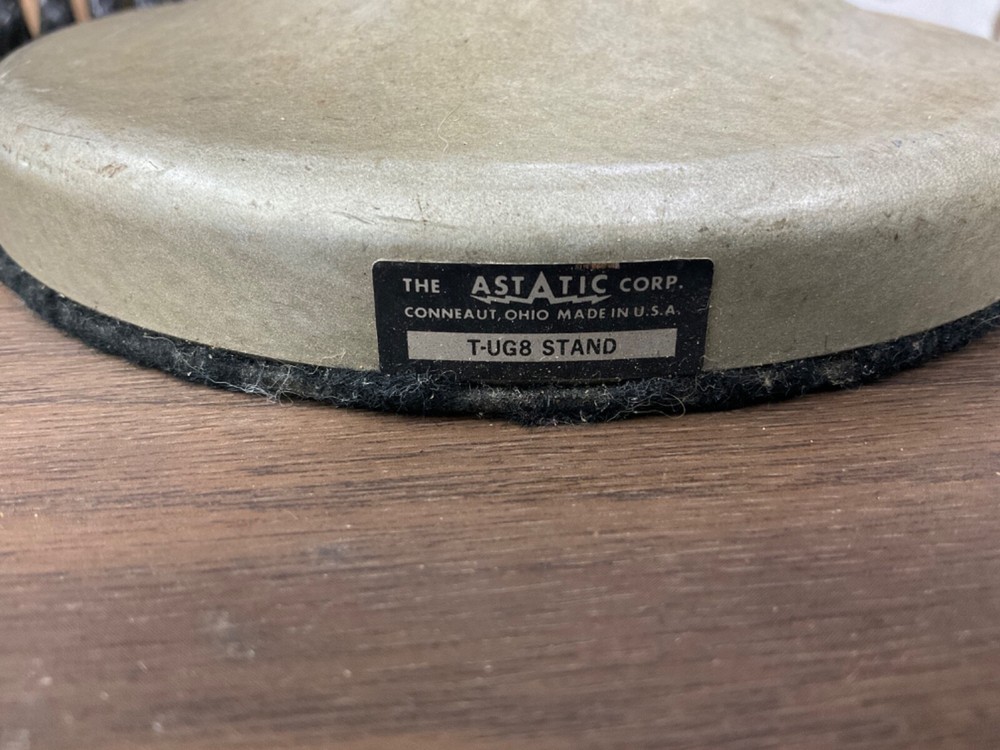 THE ASTATIC CORP.
CONNEAUT, OHIO MADE IN U.S.A.
T-UG8 STAND